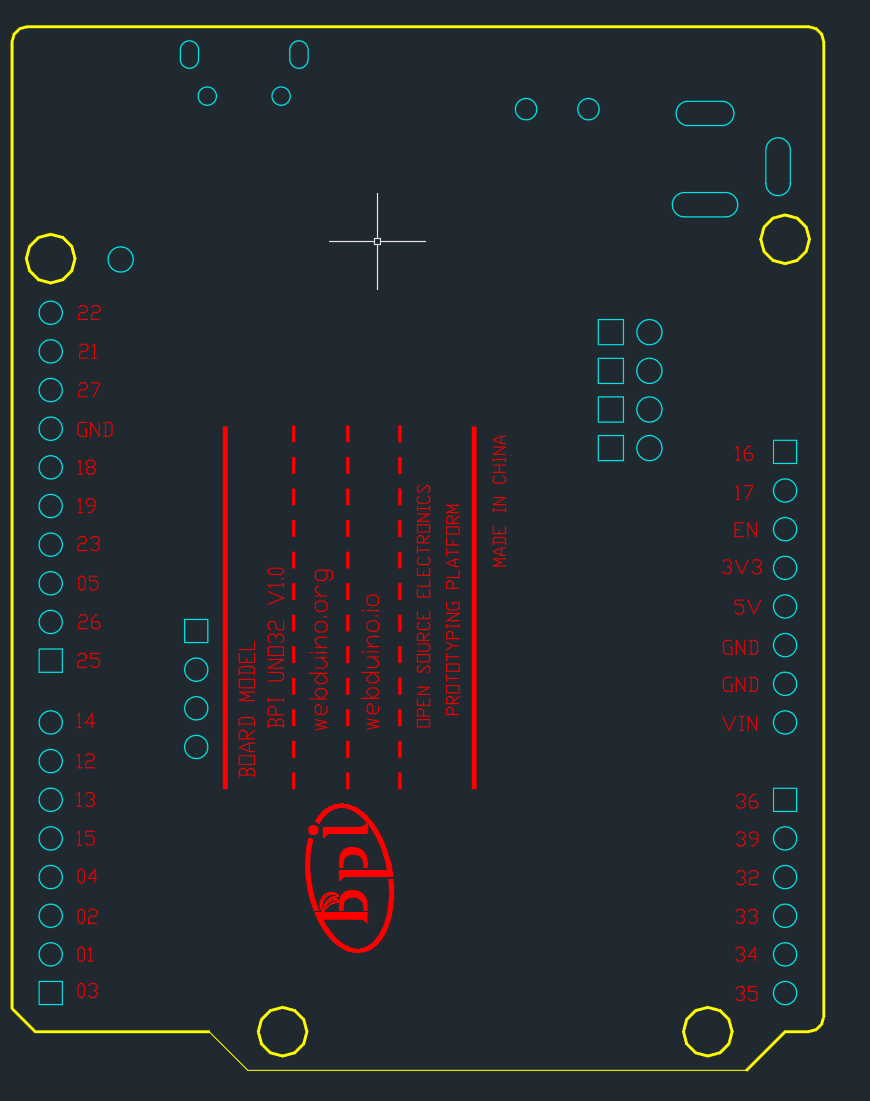 22
21
27
GND
18
19
23
05
26
25
14
12
13
15
04
02
01
03
BOARD MODEL
BPI UNO32 V1.0
webduino.org
webduino.io
OPEN SOURCE ELECTRONICS
PROTOTYPING PLATFORM
MADE IN CHINA
Bpi
16
17
EN
3V3
5V
GND
GND
VIN
36
39
32
33
34
35